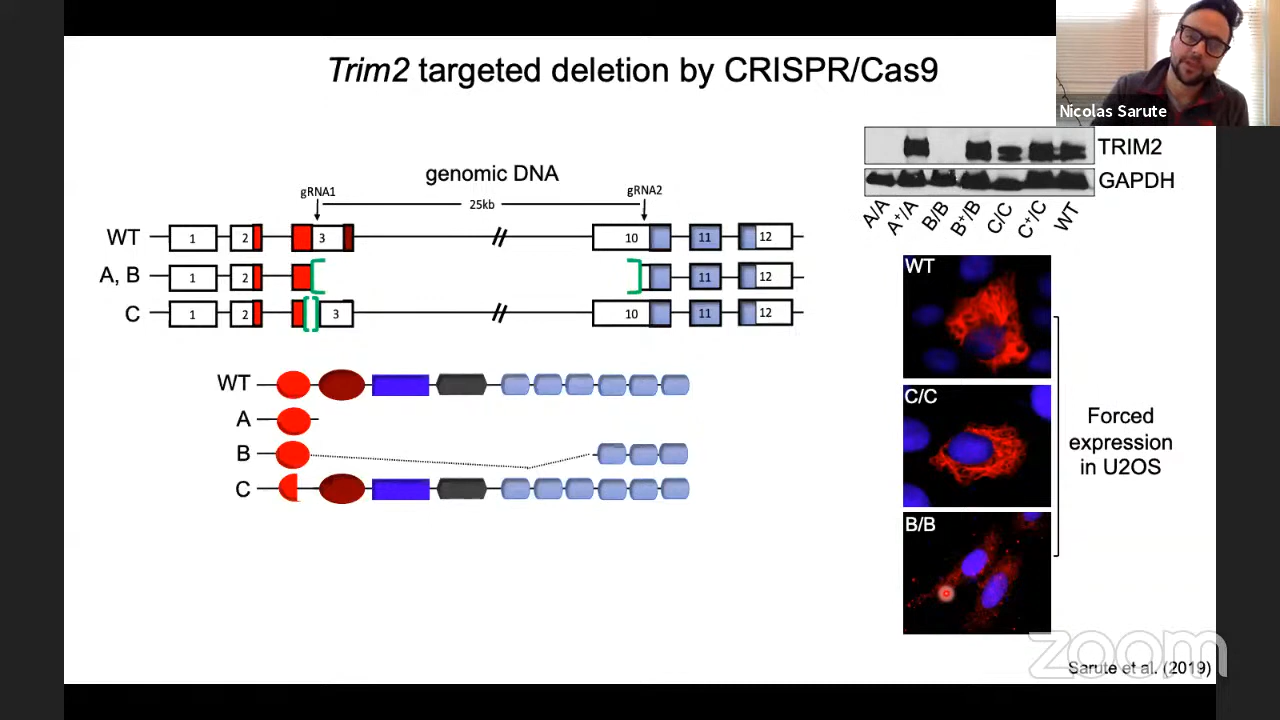 Trim2 targeted deletion by CRISPR/Cas9
Nicolas Sarute
genomic DNA
gRNA1
25kb
gRNA2
WT
1
2
3
10
11
12
A, B
1
2
10
11
12
C
1
2
3
10
11
12
WT
A
B
C
TRIM2
GAPDH
A/A
A+/A
B/B
B+/B
C/C
C+/C
WT
WT
C/C
B/B
Forced
expression
in U2OS
zoom
Sarute et al. (2019)